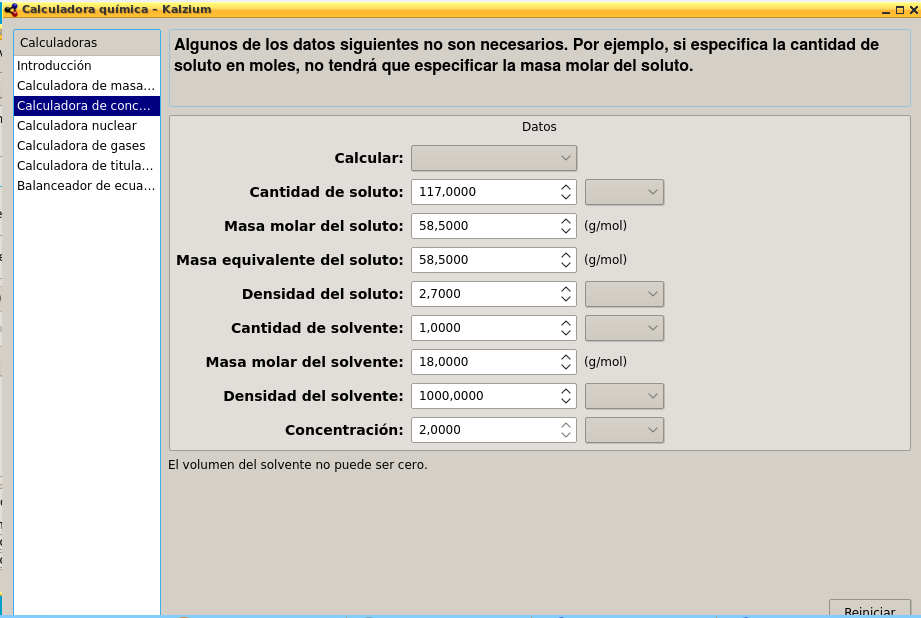 Calculadora química – Kalzium
Calculadoras
Introducción
Calculadora de masa...
Calculadora de conc...
Calculadora nuclear
Calculadora de gases
Calculadora de titula...
Balanceador de ecua...
Algunos de los datos siguientes no son necesarios. Por ejemplo, si especifica la cantidad de
soluto en moles, no tendrá que especificar la masa molar del soluto.
Datos
Calcular:
Cantidad de soluto: 117,0000
Masa molar del soluto: 58,5000 (g/mol)
Masa equivalente del soluto: 58,5000 (g/mol)
Densidad del soluto: 2,7000
Cantidad de solvente: 1,0000
Masa molar del solvente: 18,0000 (g/mol)
Densidad del solvente: 1000,0000
Concentración: 2,0000
El volumen del solvente no puede ser cero.
Reiniciar